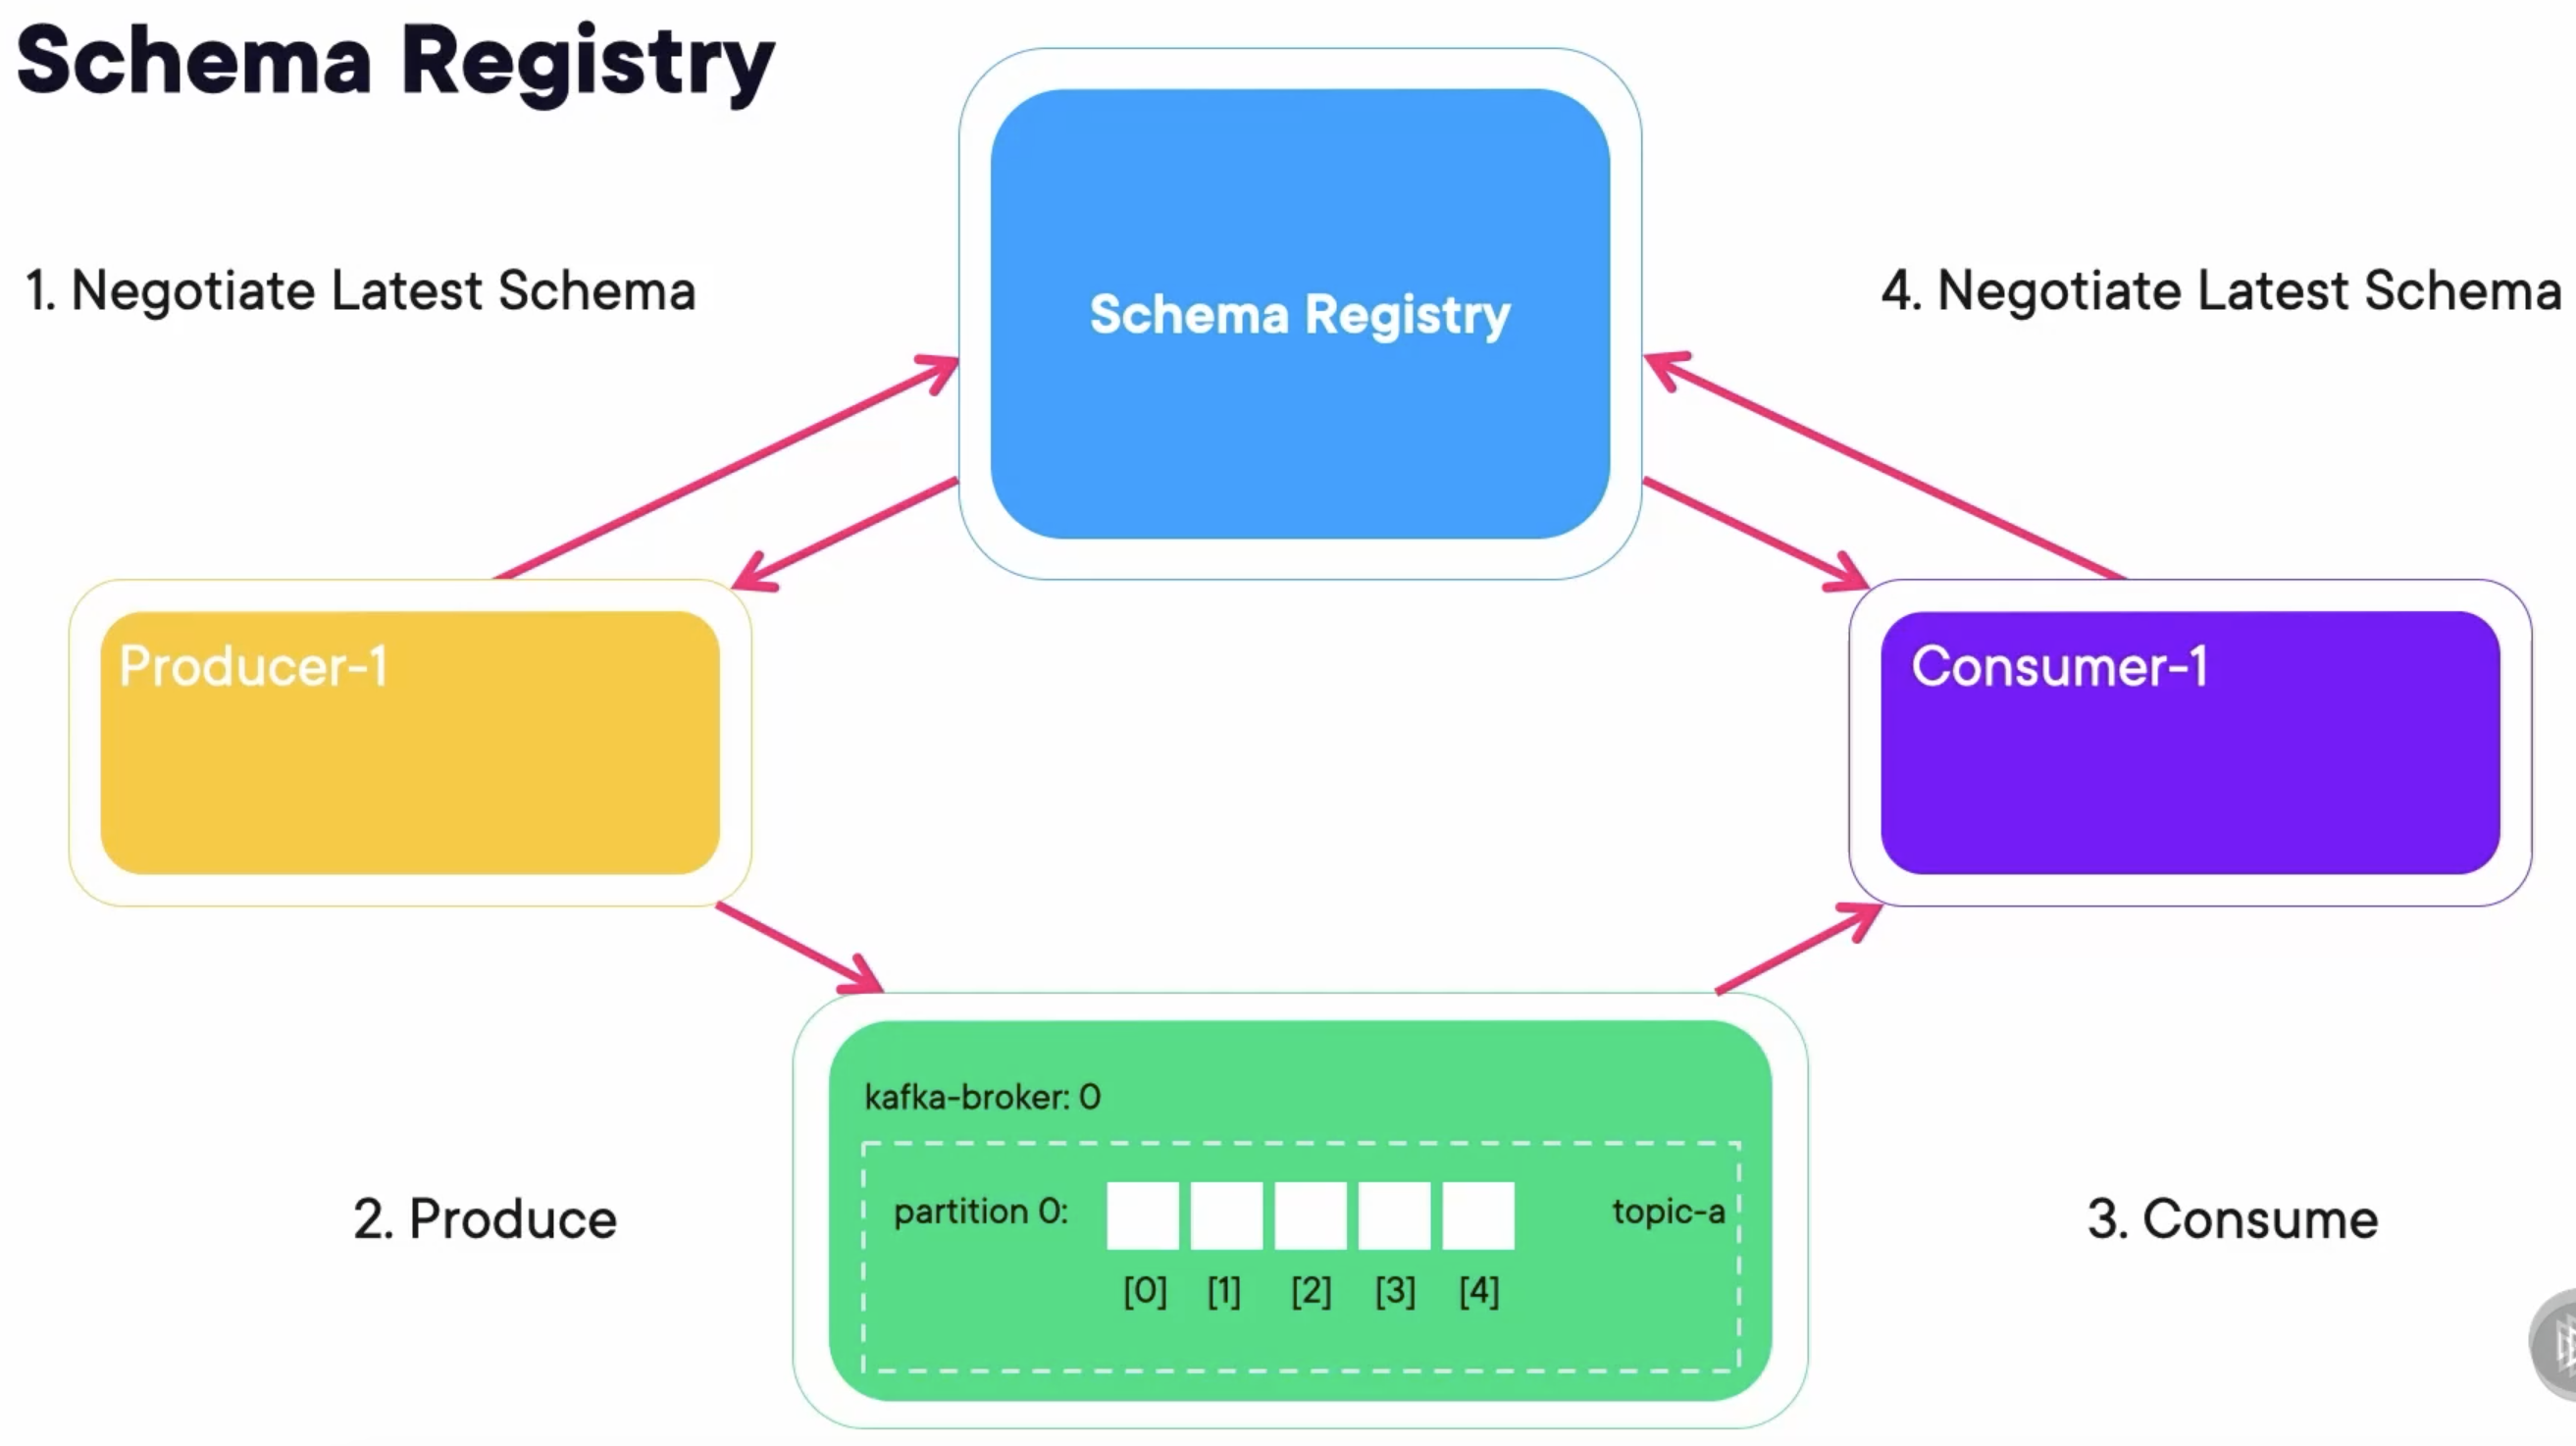 Schema Registry
Schema Registry
1. Negotiate Latest Schema
4. Negotiate Latest Schema
Producer-1
Consumer-1
kafka-broker: 0
partition 0:
topic-a
[0] [1] [2] [3] [4]
2. Produce
3. Consume